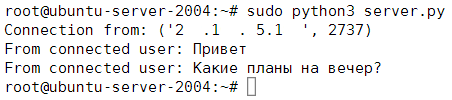 root@ubuntu-server-2004:~# sudo python3 server.py
Connection from: ('2  .1  . 5.1  ', 2737)
From connected user: Привет
From connected user: Какие планы на вечер?
root@ubuntu-server-2004:~#